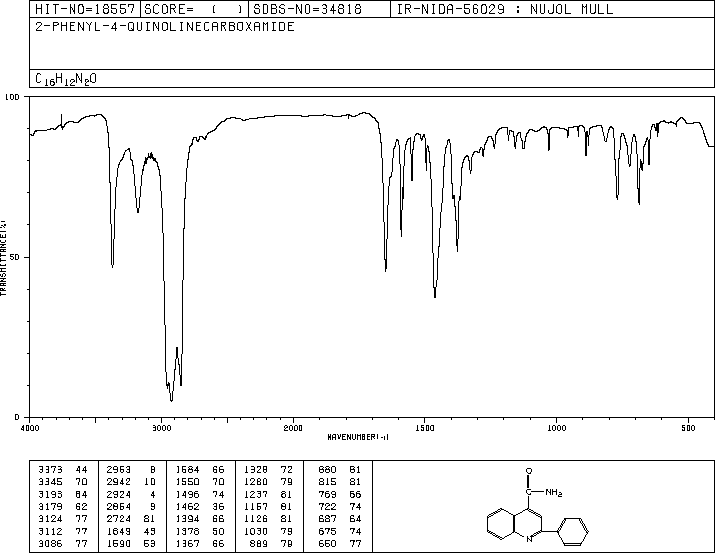 HIT-NO=18557 SCORE= ( ) SDBS-NO=34818 IR-NIDA-56029 : NUJOL MULL
2-PHENYL-4-QUINOLINECARBOXAMIDE
C16H12N2O
100
50
0
TRANSMITTANCE(%)
4000 3000 2000 1500 1000 500
WAVENUMBER(-1)
3373 44 2953 8 1584 66 1328 72 880 81
3345 70 2942 10 1550 70 1280 79 815 81
3193 64 2924 4 1496 74 1237 81 769 66
3179 62 2854 9 1462 36 1157 81 722 74
3124 77 2724 81 1394 66 1126 81 687 64
3112 77 1649 43 1378 50 1030 79 675 74
3086 77 1590 53 1367 66 889 79 650 77
O
C—NH2
N